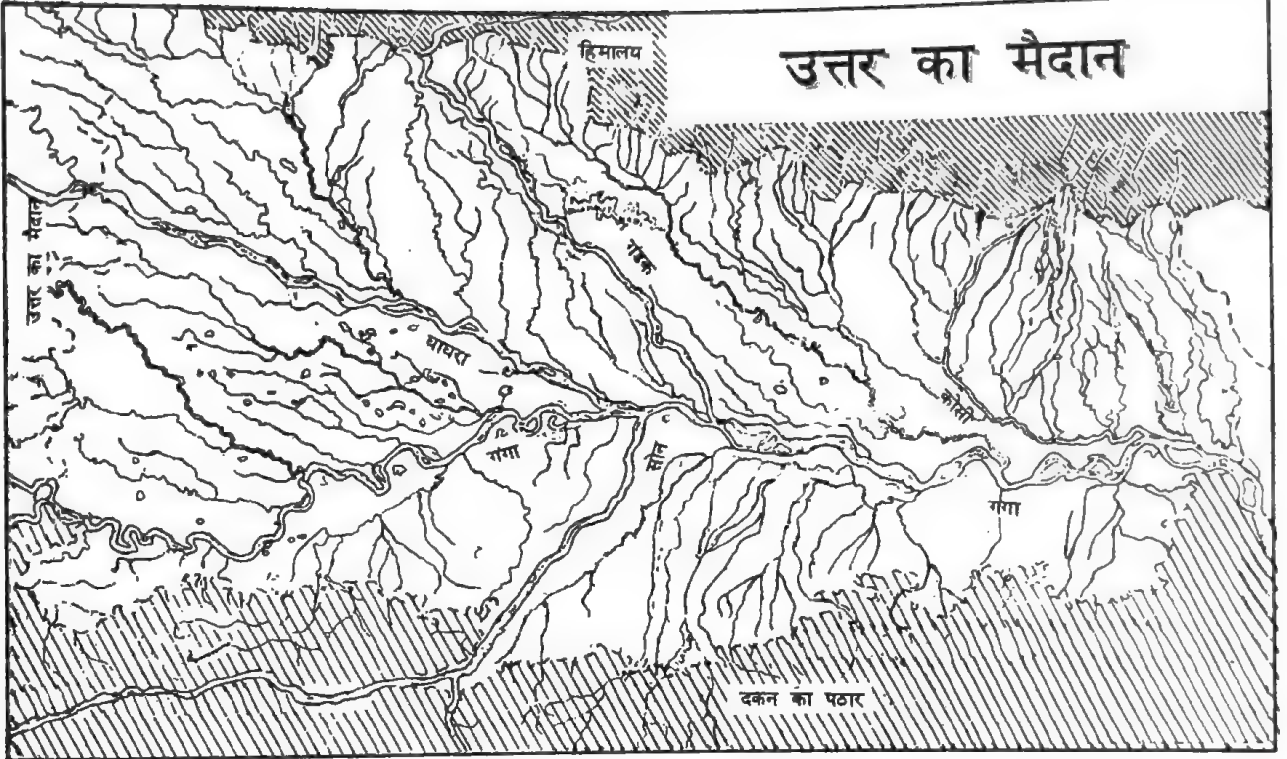 उत्तर का मैदान
हिमालय
उत्तर का मैदान
गंडक
घाघरा
कोसी
गंगा
सोन
गंगा
दकन का पठार